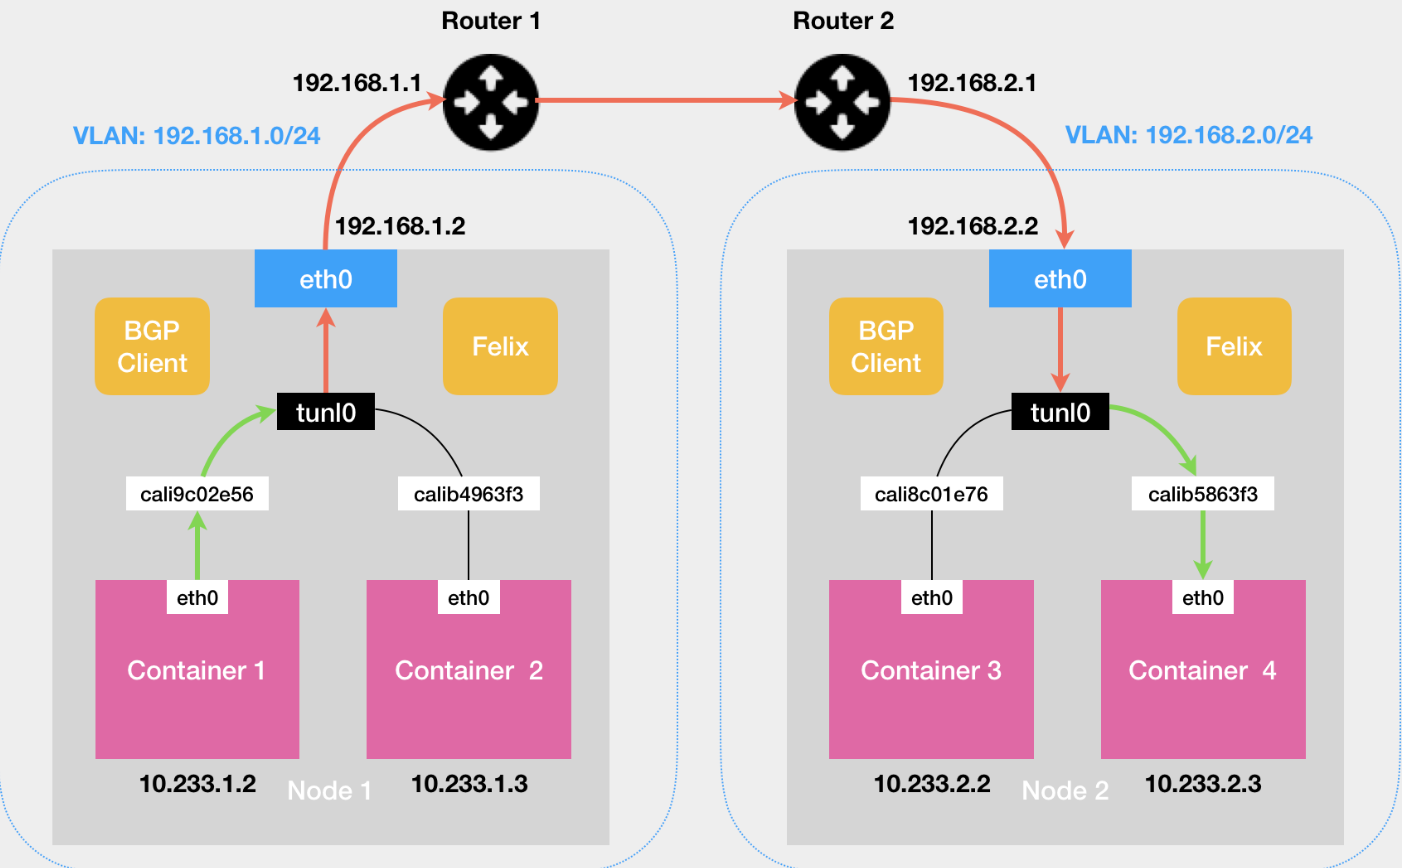 Router 1
Router 2
192.168.1.1
192.168.2.1
VLAN: 192.168.1.0/24
VLAN: 192.168.2.0/24
192.168.1.2
192.168.2.2
eth0
eth0
BGP
Client
Felix
BGP
Client
Felix
tunl0
tunl0
cali9c02e56
calib4963f3
cali8c01e76
calib5863f3
eth0
eth0
eth0
eth0
Container 1
Container 2
Container 3
Container 4
10.233.1.2
Node 1
10.233.1.3
10.233.2.2
Node 2
10.233.2.3